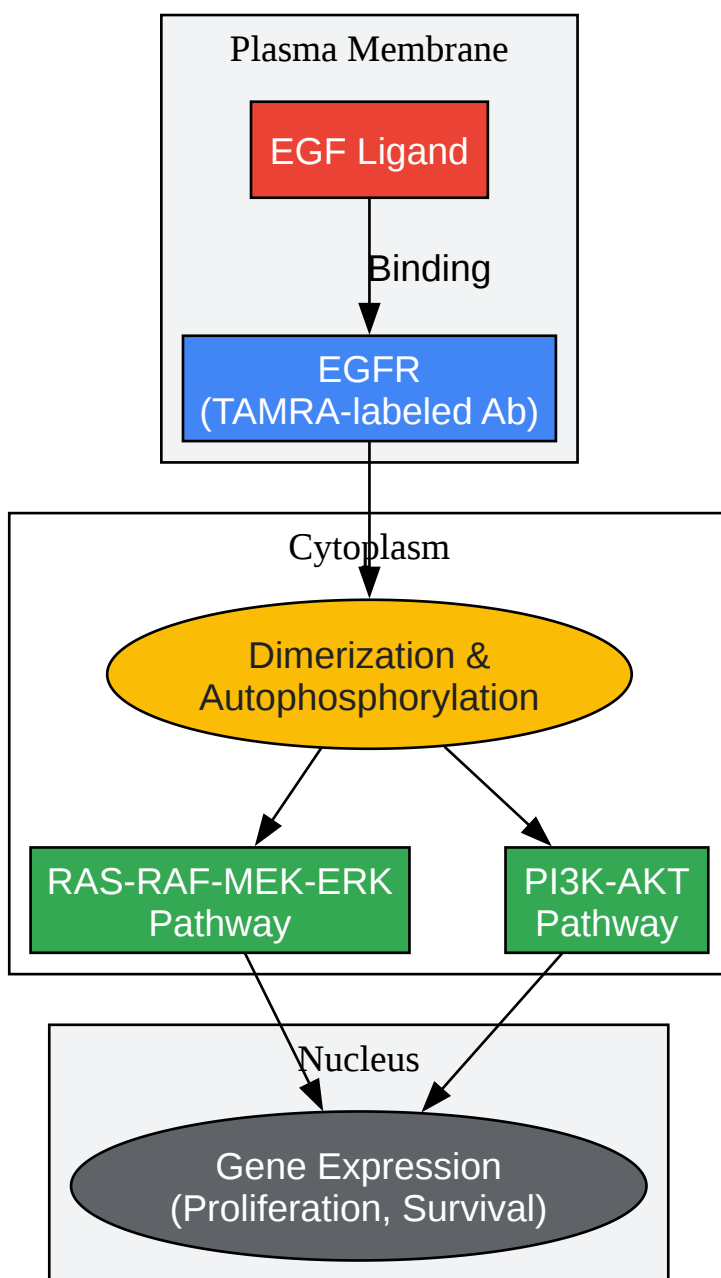 Plasma Membrane
EGF Ligand
Binding
EGFR
(TAMRA-labeled Ab)
Cytoplasm
Dimerization &
Autophosphorylation
RAS-RAF-MEK-ERK
Pathway
PI3K-AKT
Pathway
Nucleus
Gene Expression
(Proliferation, Survival)